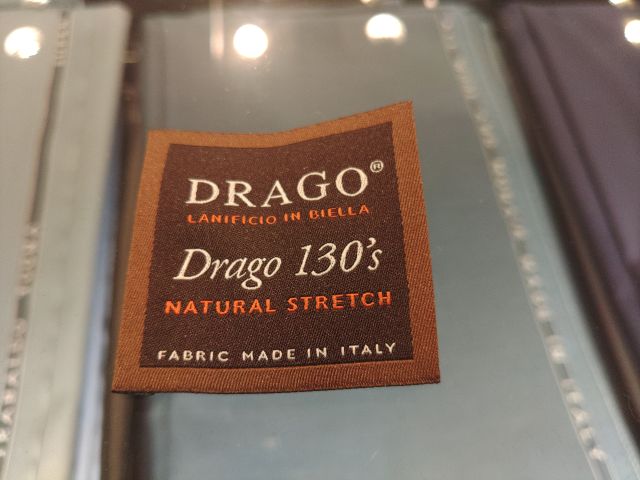 DRAGO®
LANIFICIO IN BIELLA
Drago 130's
NATURAL STRETCH
FABRIC MADE IN ITALY